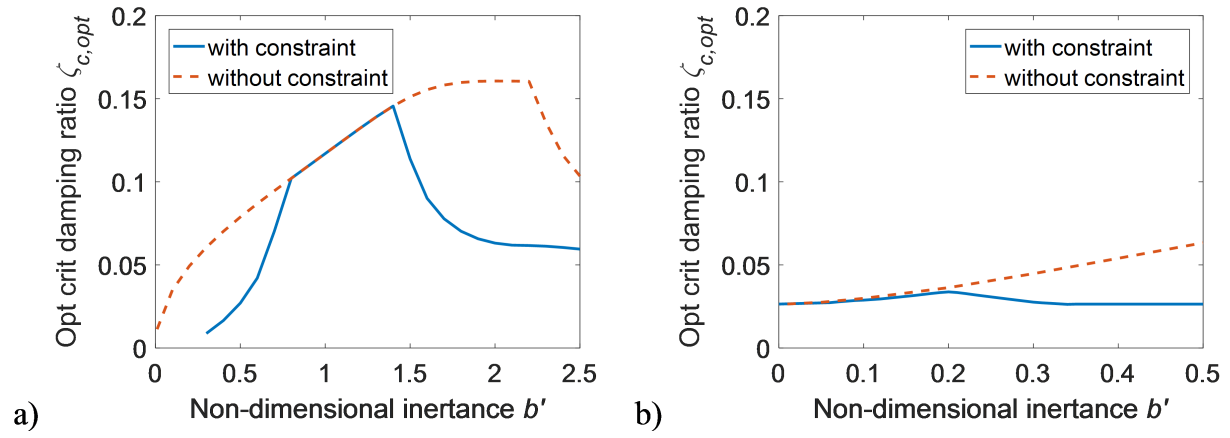 0.2
0.15
0.1
0.05
0
Opt crit damping ratio ζc,opt
with constraint
without constraint
0 0.5 1 1.5 2 2.5
Non-dimensional inertance b'
a)
0.2
0.15
0.1
0.05
0
Opt crit damping ratio ζc,opt
with constraint
without constraint
0 0.1 0.2 0.3 0.4 0.5
Non-dimensional inertance b'
b)